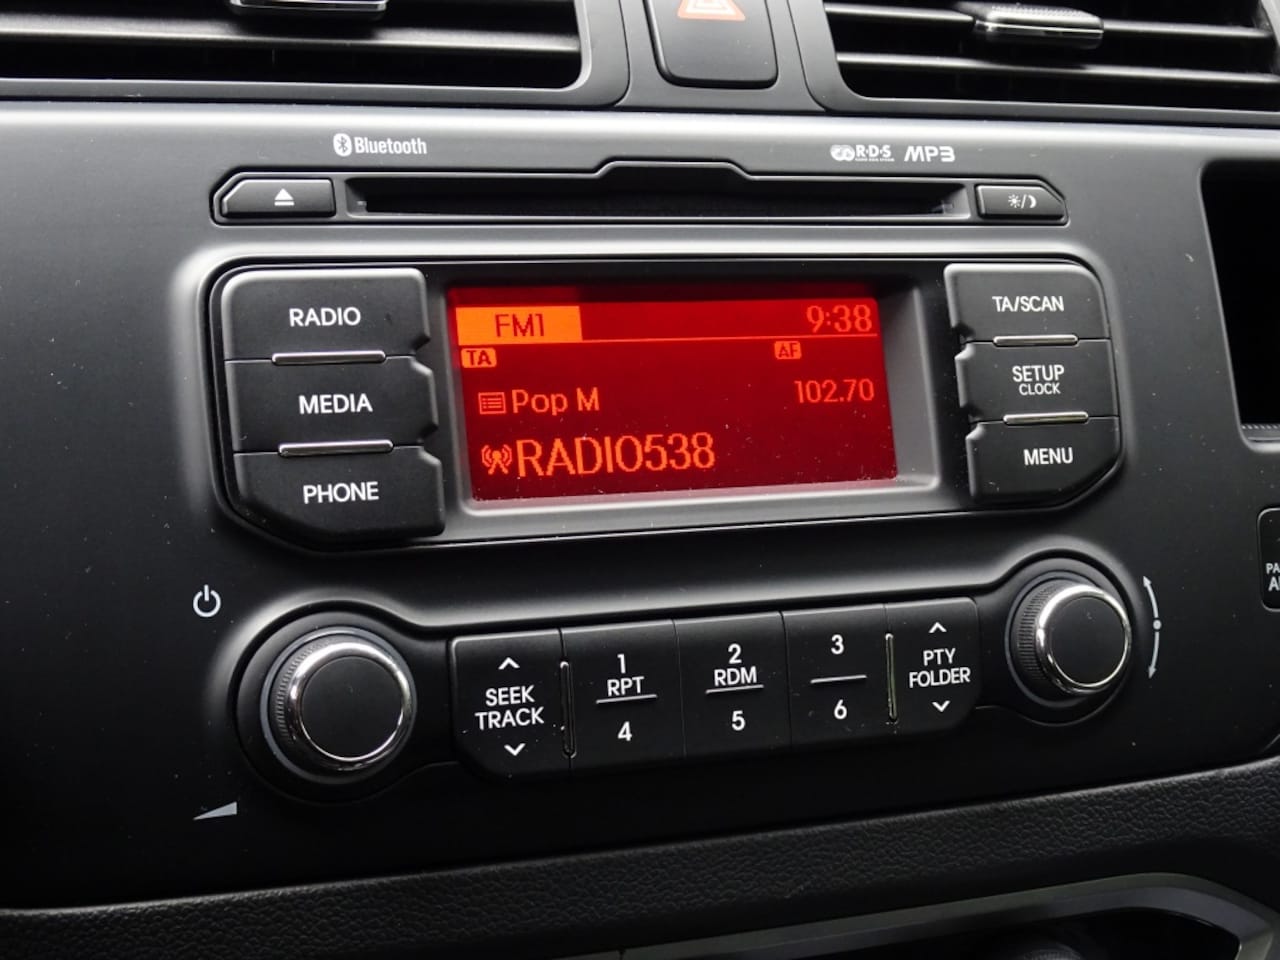 Bluetooth
R·D·S MP3
RADIO
MEDIA
PHONE
FM1 9:38
TA AF
Pop M 102.70
RADIO538
TA/SCAN
SETUP
CLOCK
MENU
SEEK
TRACK
1
RPT
4
2
RDM
5
3
6
PTY
FOLDER